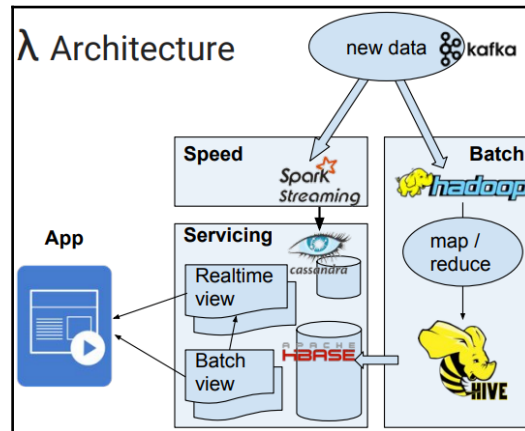 λ Architecture
new data
kafka
Speed
Spark
Streaming
Batch
hadoop
map /
reduce
HIVE
Servicing
cassandra
Realtime
view
Batch
view
APACHE
HBASE
App